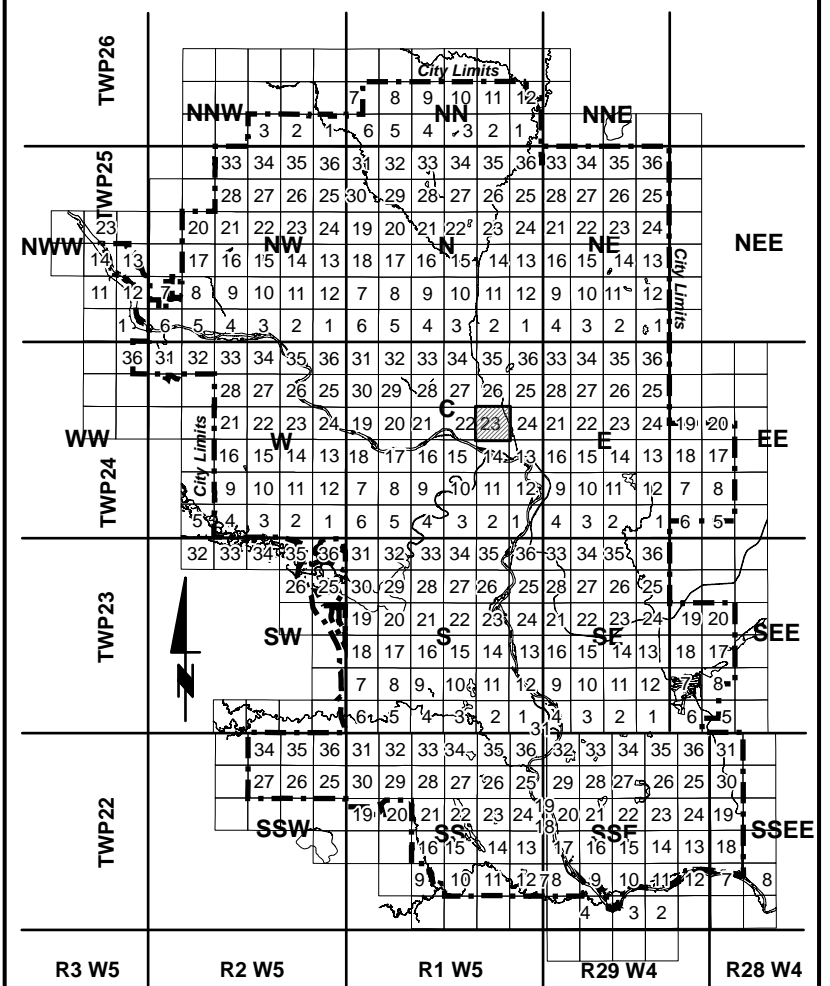 City Limits
TWP26
7 8 9 10 11 12
NNW NN NNE
3 2 1 6 5 4 3 2 1
33 34 35 36 31 32 33 34 35 36 33 34 35 36
TWP25
28 27 26 25 30 29 28 27 26 25 28 27 26 25
23 20 21 22 23 24 19 20 21 22 23 24 21 22 23 24
NWW NW N NE NEE
14 13 17 16 15 14 13 18 17 16 15 14 13 16 15 14 13
City Limits
11 12 7 8 9 10 11 12 7 8 9 10 11 12 9 10 11 12
1 6 5 4 3 2 1 6 5 4 3 2 1 4 3 2 1
36 31 32 33 34 35 36 31 32 33 34 35 36 33 34 35 36
28 27 26 25 30 29 28 27 26 25 28 27 26 25
C
21 22 23 24 19 20 21 22 23 24 21 22 23 24 19 20
WW W E EE
City Limits
16 15 14 13 18 17 16 15 14 13 16 15 14 13 18 17
TWP24
9 10 11 12 7 8 9 10 11 12 9 10 11 12 7 8
5 4 3 2 1 6 5 4 3 2 1 4 3 2 1 6 5
32 33 34 35 36 31 32 33 34 35 36 33 34 35 36
26 25 30 29 28 27 26 25 28 27 26 25
TWP23
19 20 21 22 23 24 21 22 23 24 19 20
SW S SE SEE
18 17 16 15 14 13 16 15 14 13 18 17
N
7 8 9 10 11 12 9 10 11 12 7 8
6 5 4 3 2 1 4 3 2 1 6 5
31
34 35 36 31 32 33 34 35 36 32 33 34 35 36 31
27 26 25 30 29 28 27 26 25 29 28 27 26 25 30
TWP22
19 20 21 22 23 24 19 20 21 22 23 24 19
SSW SS 18 SSE SSEE
16 15 14 13 17 16 15 14 13 18
9 10 11 12 7 8 9 10 11 12 7 8
4 3 2
R3 W5 R2 W5 R1 W5 R29 W4 R28 W4